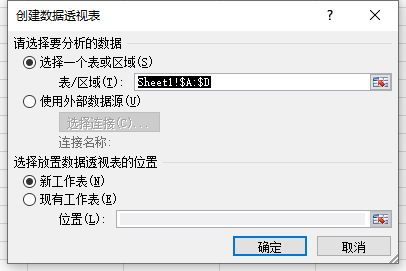 创建数据透视表
请选择要分析的数据
选择一个表或区域(S)
表/区域(T): Sheet1!$A:$D
使用外部数据源(U)
选择连接(C)...
连接名称:
选择放置数据透视表的位置
新工作表(N)
现有工作表(E)
位置(L):
确定 取消